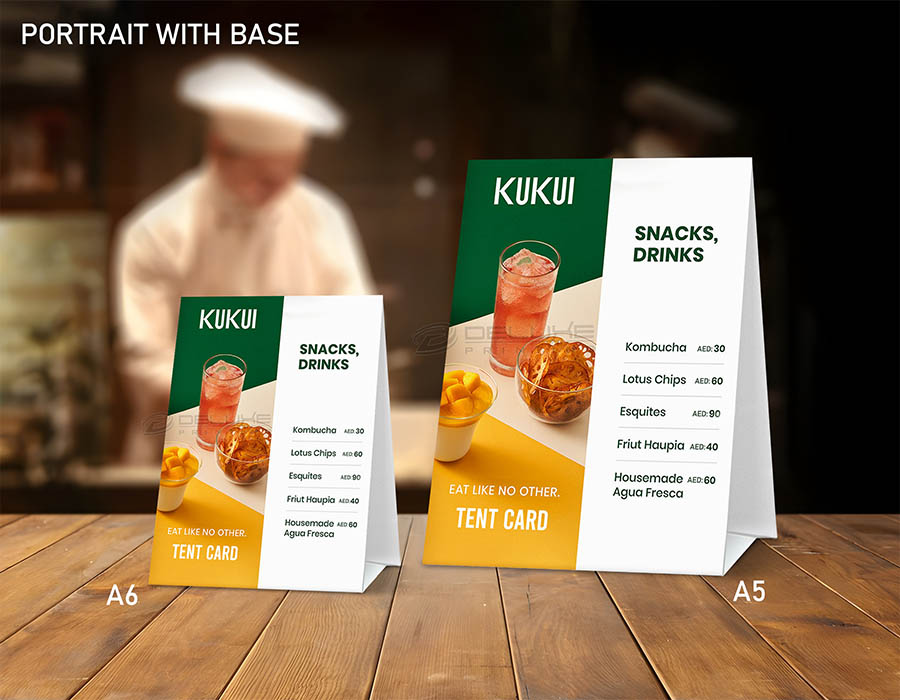 PORTRAIT WITH BASE
KUKUI
SNACKS,
DRINKS
Kombucha AED:30
Lotus Chips AED:60
Esquites AED:90
Friut Haupia AED:40
Housemade AED:60
Agua Fresca
EAT LIKE NO OTHER.
TENT CARD
A6
KUKUI
SNACKS,
DRINKS
Kombucha AED:30
Lotus Chips AED:60
Esquites AED:90
Friut Haupia AED:40
Housemade AED:60
Agua Fresca
EAT LIKE NO OTHER.
TENT CARD
A5
DELUXE